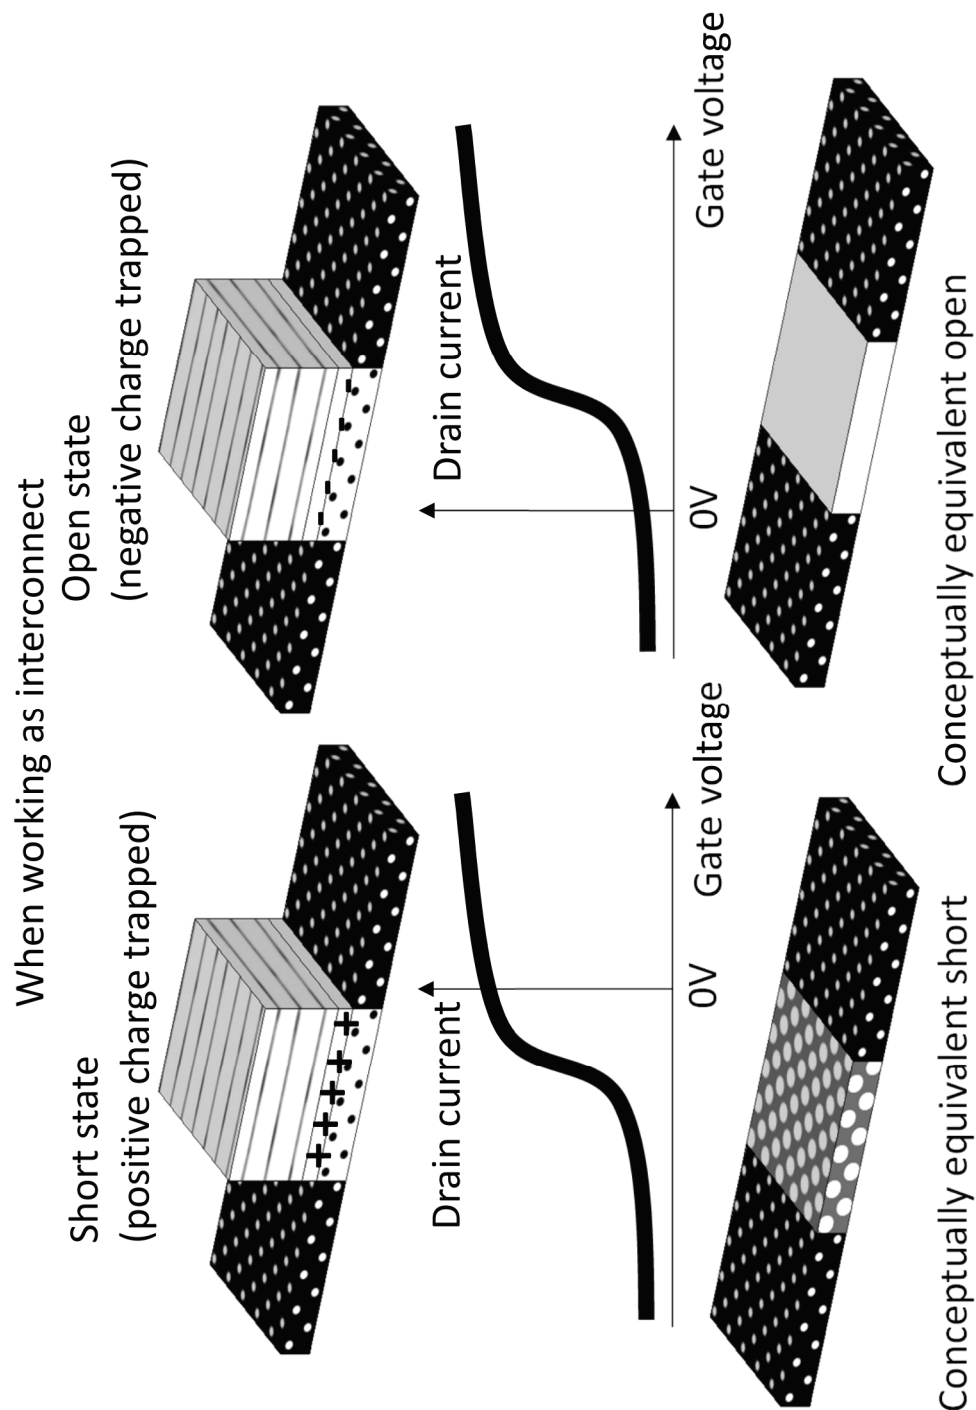 When working as interconnect
Short state
(positive charge trapped)
Open state
(negative charge trapped)
Drain current
0V
Gate voltage
Drain current
0V
Gate voltage
Conceptually equivalent short
Conceptually equivalent open